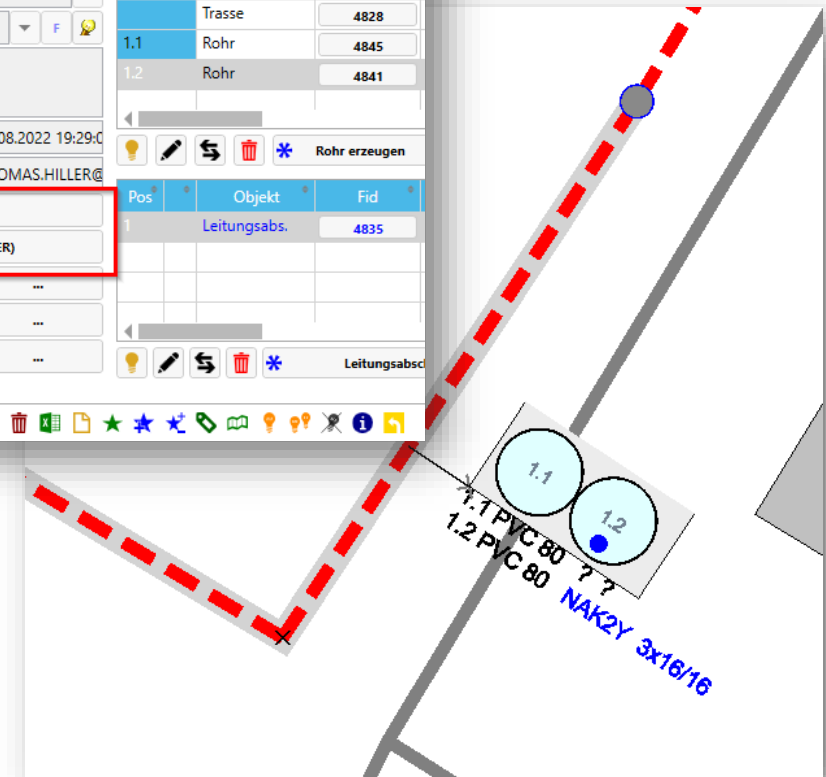 F
08.2022 19:29:0
OMAS.HILLER@
ER)
...
...
...
Trasse 4828
1.1 Rohr 4845
1.2 Rohr 4841
Rohr erzeugen
Pos Objekt Fid
1 Leitungsabs. 4835
Leitungsabsc
1.1
1.2
1.1 PVC 80 ? ?
1.2 PVC 80
NAK2Y 3x16/16